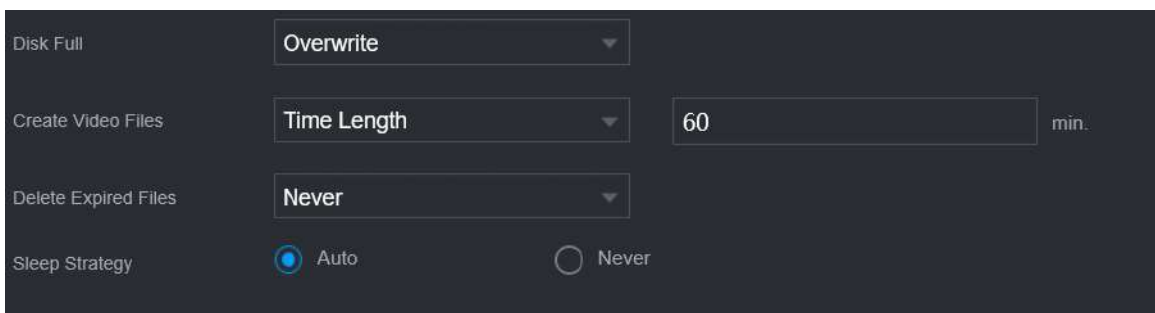 Disk Full Overwrite
Create Video Files Time Length 60 min.
Delete Expired Files Never
Sleep Strategy Auto Never